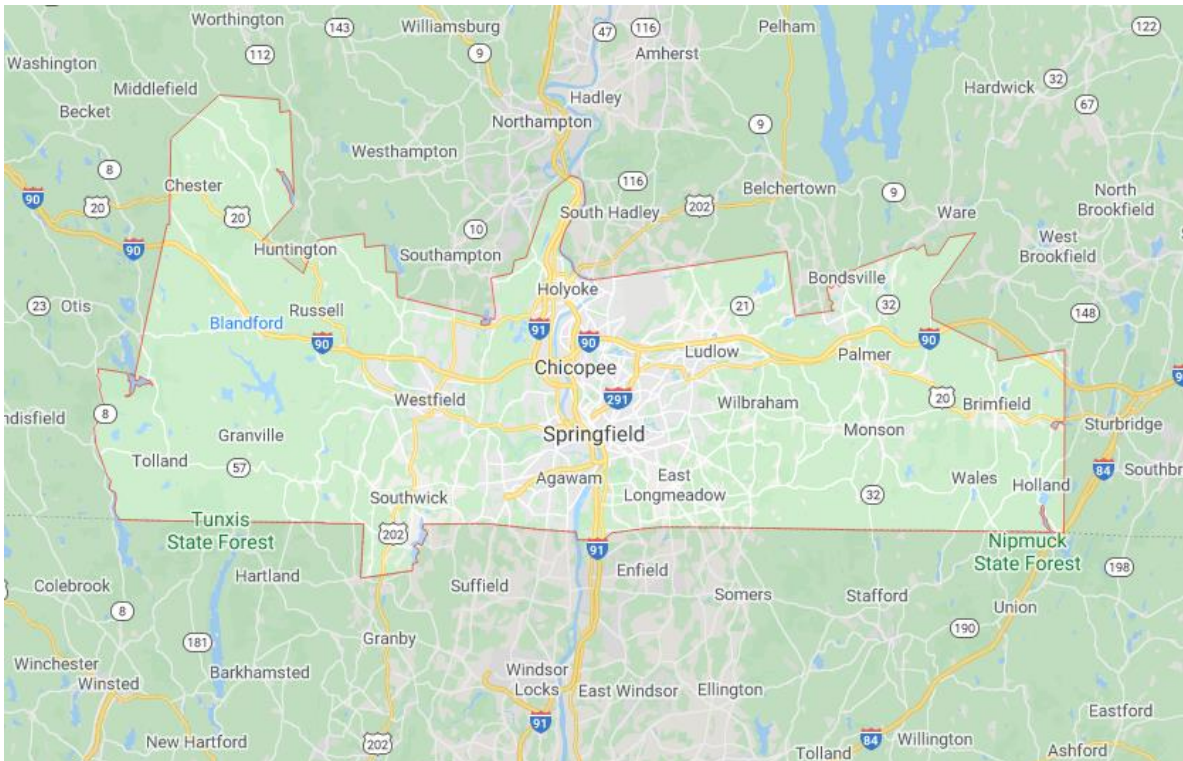 Worthington
143
Williamsburg
47
116
Pelham
122
112
9
Amherst
Washington
Middlefield
Hardwick
32
Becket
Hadley
67
Northampton
9
Westhampton
8
Chester
116
Belchertown
9
North
Brookfield
90
20
20
202
South Hadley
Ware
10
West
Brookfield
90
Huntington
Southampton
Bondsville
23
Otis
Russell
Holyoke
21
32
148
Blandford
91
90
90
90
Ludlow
Palmer
Chicopee
291
20
8
Westfield
Wilbraham
Brimfield
ndisfield
Sturbridge
Granville
Springfield
Monson
Tolland
57
84
Southbr
Agawam
East
Longmeadow
Wales
Holland
Southwick
32
Tunxis
State Forest
202
91
Nipmuck
State Forest
Hartland
Suffield
Enfield
198
Colebrook
Somers
Stafford
8
Union
181
Granby
190
Winchester
Winsted
Barkhamsted
Windsor
Locks
East Windsor
Ellington
91
Eastford
New Hartford
202
84
Willington
Tolland
Ashford